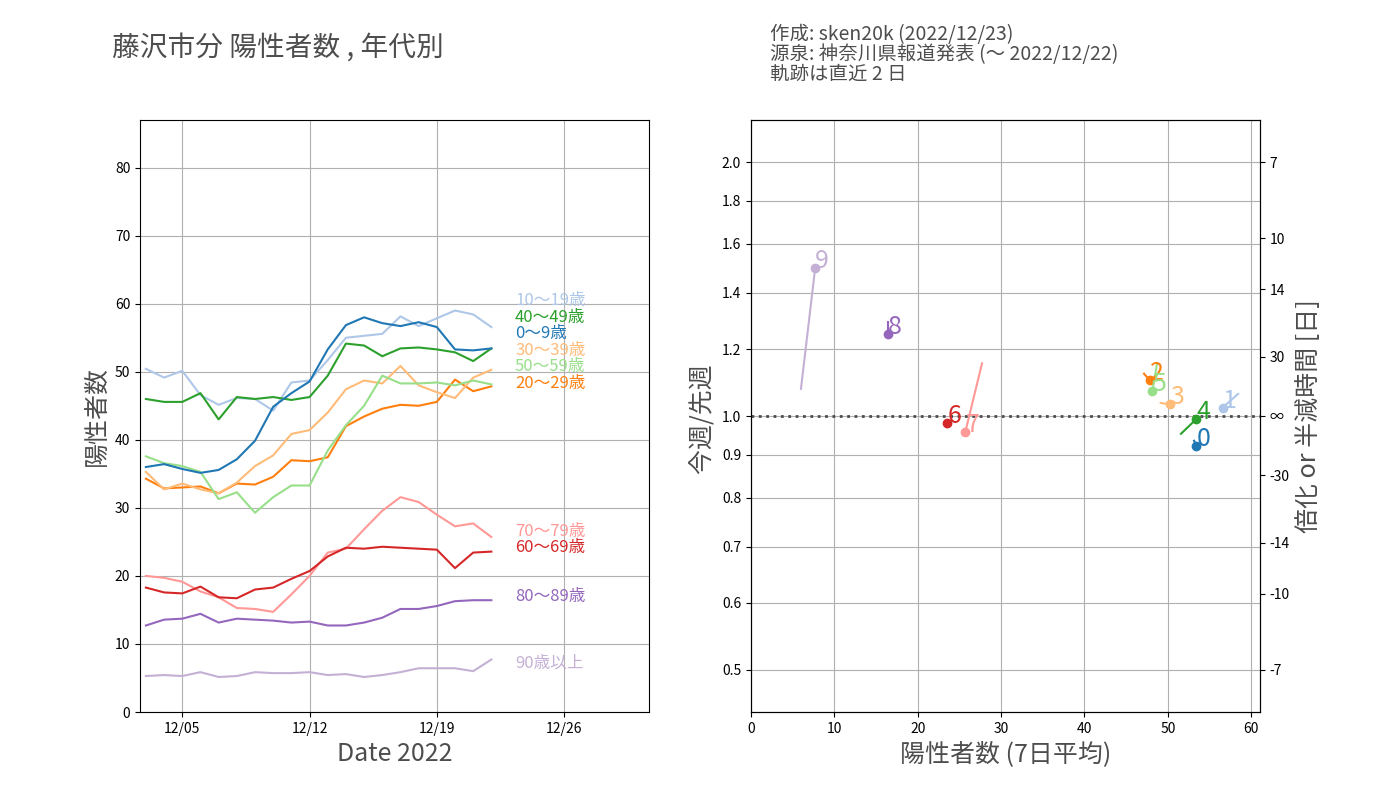 藤沢市分 陽性者数 , 年代別
作成: sken20k (2022/12/23)
源泉: 神奈川県報道発表 (～ 2022/12/22)
軌跡は直近 2 日
陽性者数
80
70
60
50
40
30
20
10
0
10～19歳
40～49歳
0～9歳
30～39歳
50～59歳
20～29歳
70～79歳
60～69歳
80～89歳
90歳以上
12/05
12/12
12/19
12/26
Date 2022
今週/先週
2.0
1.8
1.6
1.4
1.2
1.0
0.9
0.8
0.7
0.6
0.5
9
8
2
5
3
1
4
6
7
0
0
10
20
30
40
50
60
陽性者数 (7日平均)
7
10
14
30
∞
-30
-14
-10
-7
倍化 or 半減時間 [日]